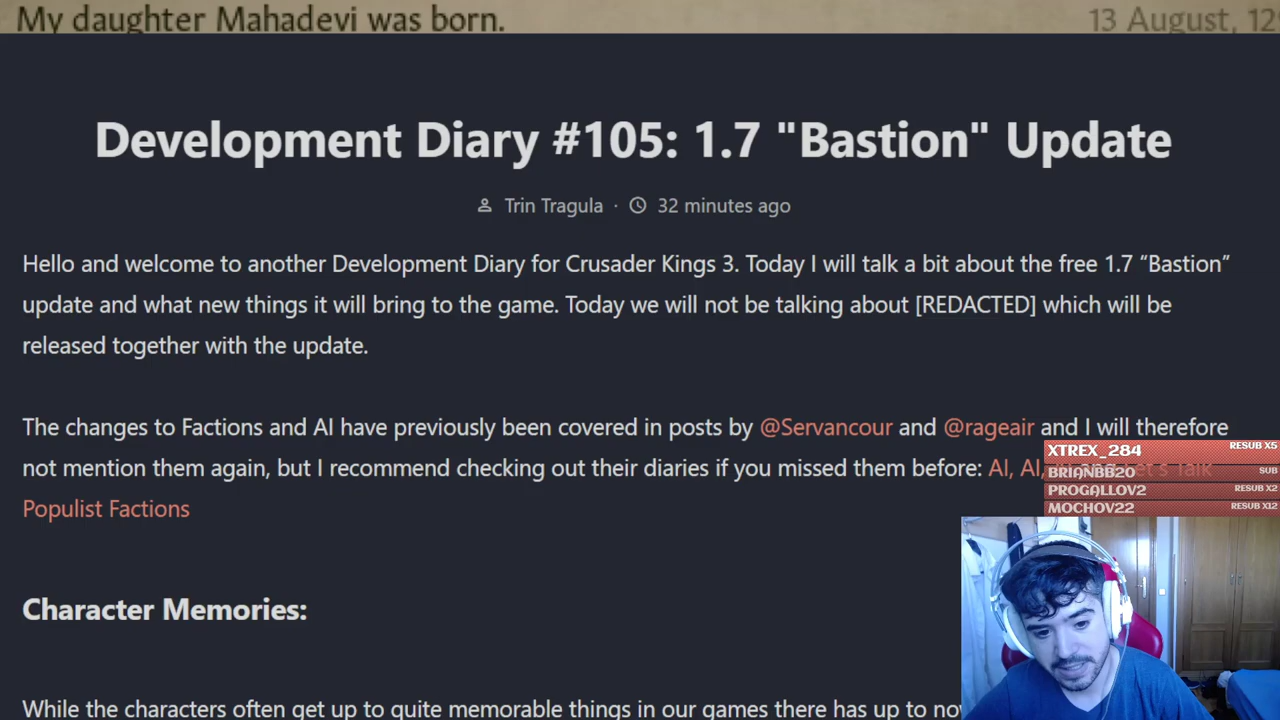 My daughter Mahadevi was born. 13 August, 12
Development Diary #105: 1.7 "Bastion" Update
Trin Tragula · 32 minutes ago
Hello and welcome to another Development Diary for Crusader Kings 3. Today I will talk a bit about the free 1.7 “Bastion”
update and what new things it will bring to the game. Today we will not be talking about [REDACTED] which will be
released together with the update.
The changes to Factions and AI have previously been covered in posts by @Servancour and @rageair and I will therefore
not mention them again, but I recommend checking out their diaries if you missed them before: AI, AI, and Let's Talk
Populist Factions
XTREX_284 RESUB X5
BRIANBB20 SUB
PROGALLOV2 RESUB X2
MOCHOV22 RESUB X12
Character Memories:
While the characters often get up to quite memorable things in our games there has up to now